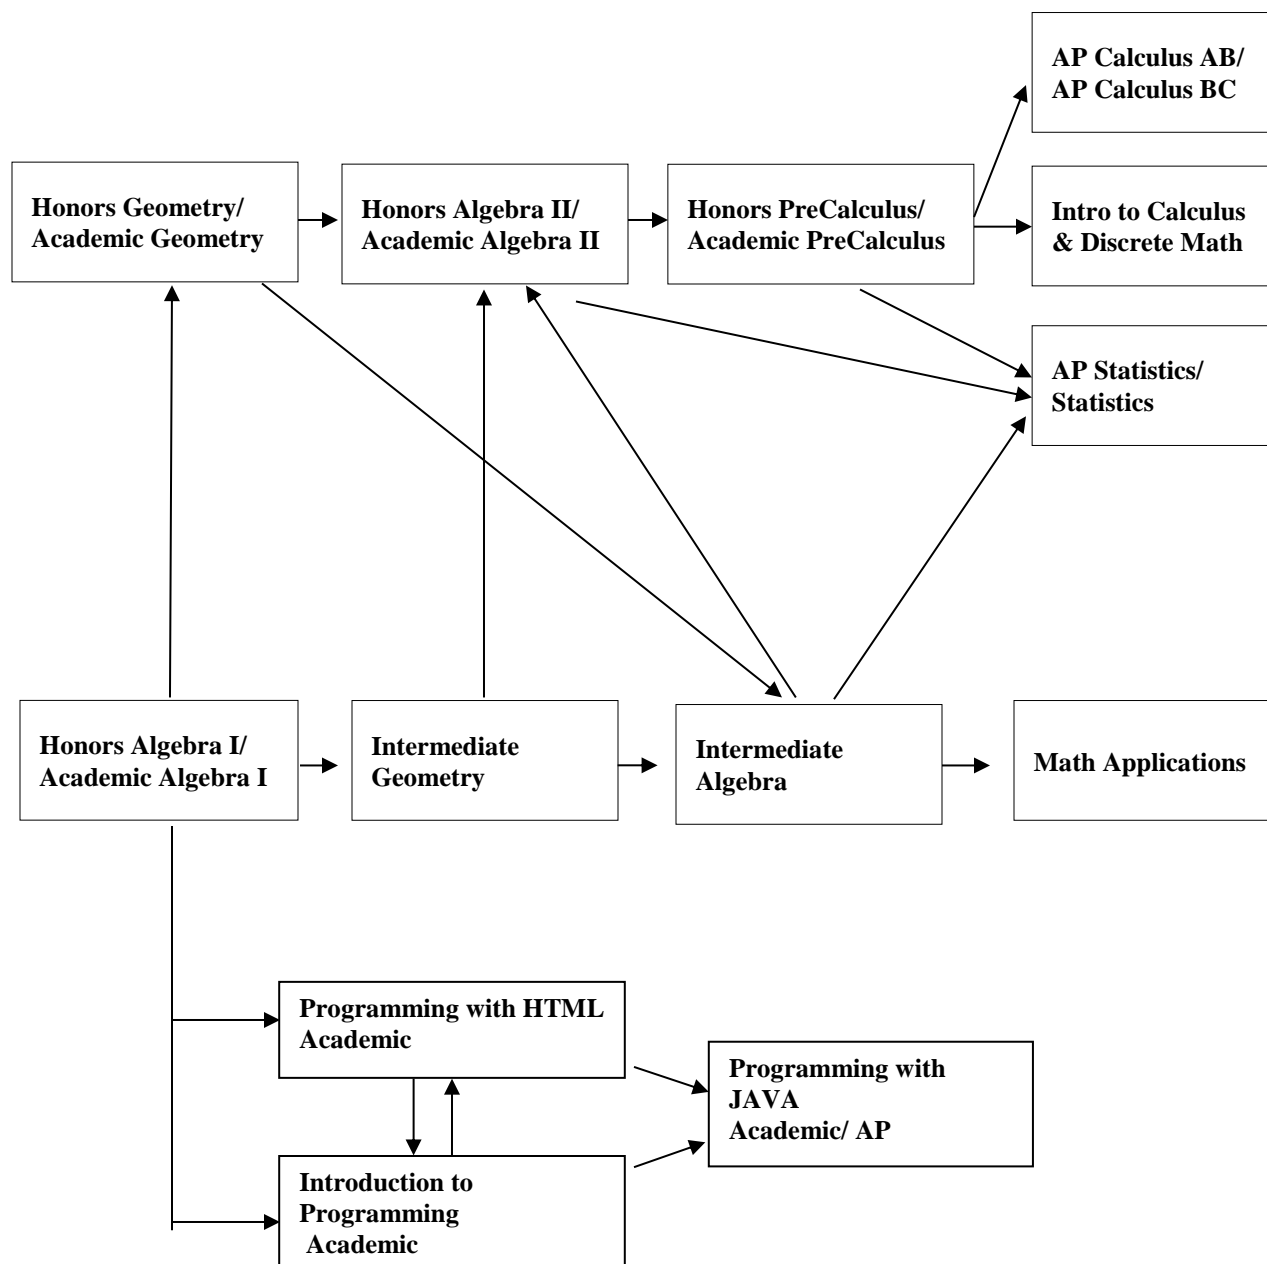 AP Calculus AB/
AP Calculus BC
Honors Geometry/
Academic Geometry
Honors Algebra II/
Academic Algebra II
Honors PreCalculus/
Academic PreCalculus
Intro to Calculus
& Discrete Math
AP Statistics/
Statistics
Honors Algebra I/
Academic Algebra I
Intermediate
Geometry
Intermediate
Algebra
Math Applications
Programming with HTML
Academic
Programming with
JAVA
Academic/ AP
Introduction to
Programming
Academic